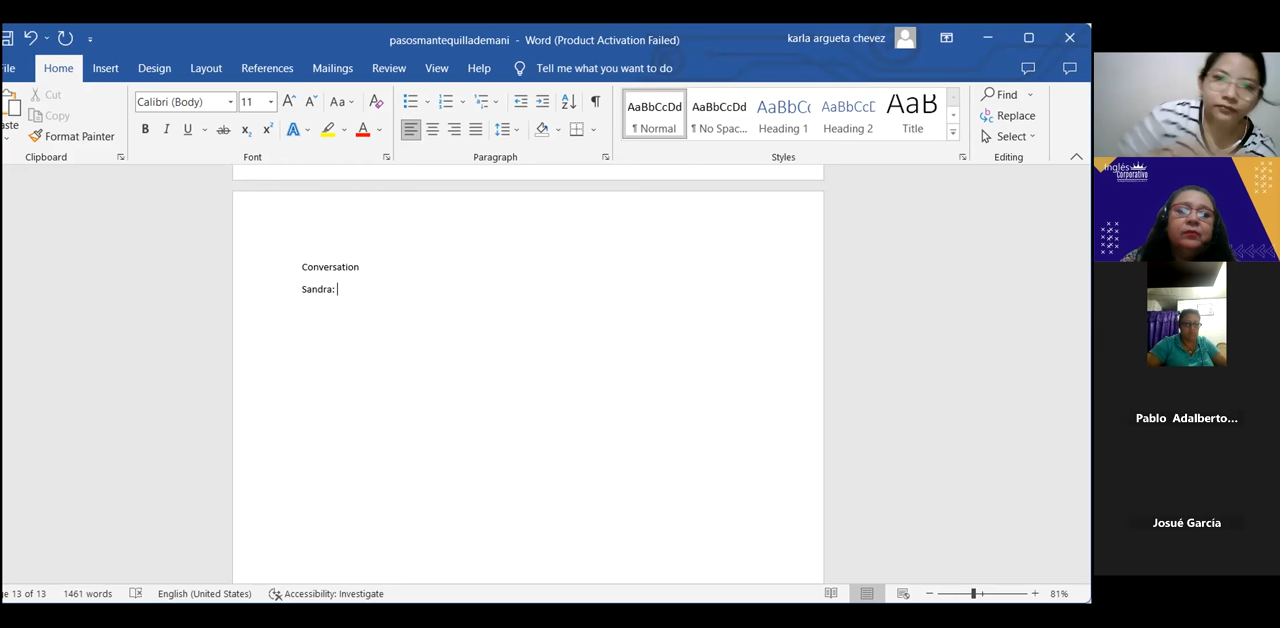 pasosmantequillademani - Word (Product Activation Failed)
karla argueta chevez
File Home Insert Design Layout References Mailings Review View Help Tell me what you want to do
Cut
Copy
Format Painter
Clipboard
Calibri (Body) 11
Font
Paragraph
AaBbCcDd AaBbCcDd AaBbCc AaBbCcD AaB
¶ Normal ¶ No Spac... Heading 1 Heading 2 Title
Styles
Find
Replace
Select
Editing
Conversation
Sandra:
Inglés
Corporativo
Pablo Adalberto...
Josué García
ge 13 of 13 1461 words English (United States) Accessibility: Investigate 81%